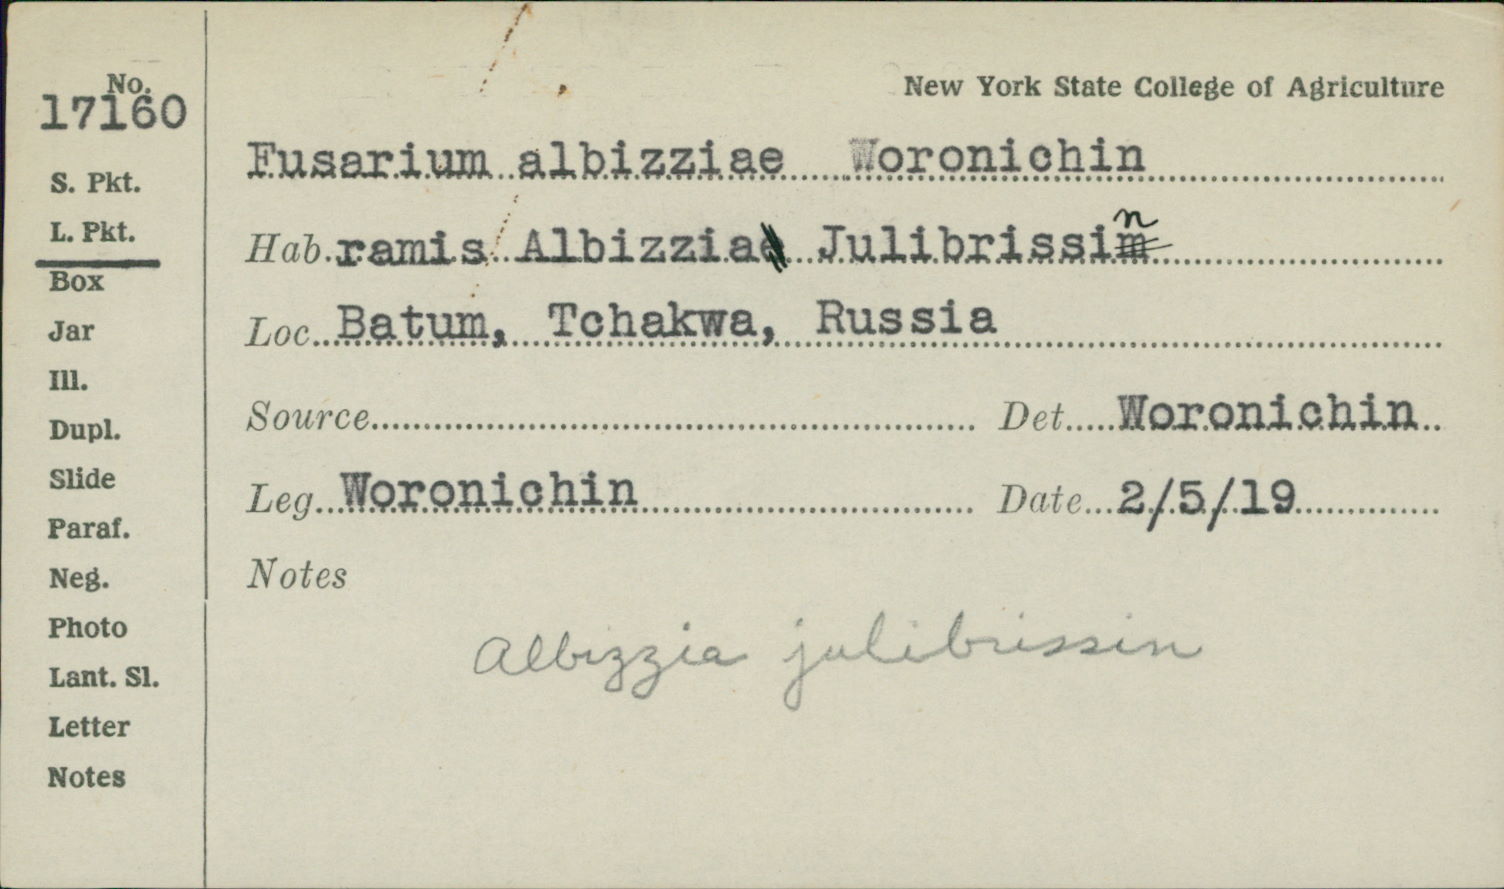 No.
17160
S. Pkt.
L. Pkt.
Box
Jar
Ill.
Dupl.
Slide
Paraf.
Neg.
Photo
Lant. Sl.
Letter
Notes
New York State College of Agriculture
Fusarium albizziae Woronichin
Hab. ramis Albizzia Julibrissin
Loc. Batum, Tchakwa, Russia
Source Det. Woronichin
Leg. Woronichin Date 2/5/19
Notes
Albizzia julibrissin